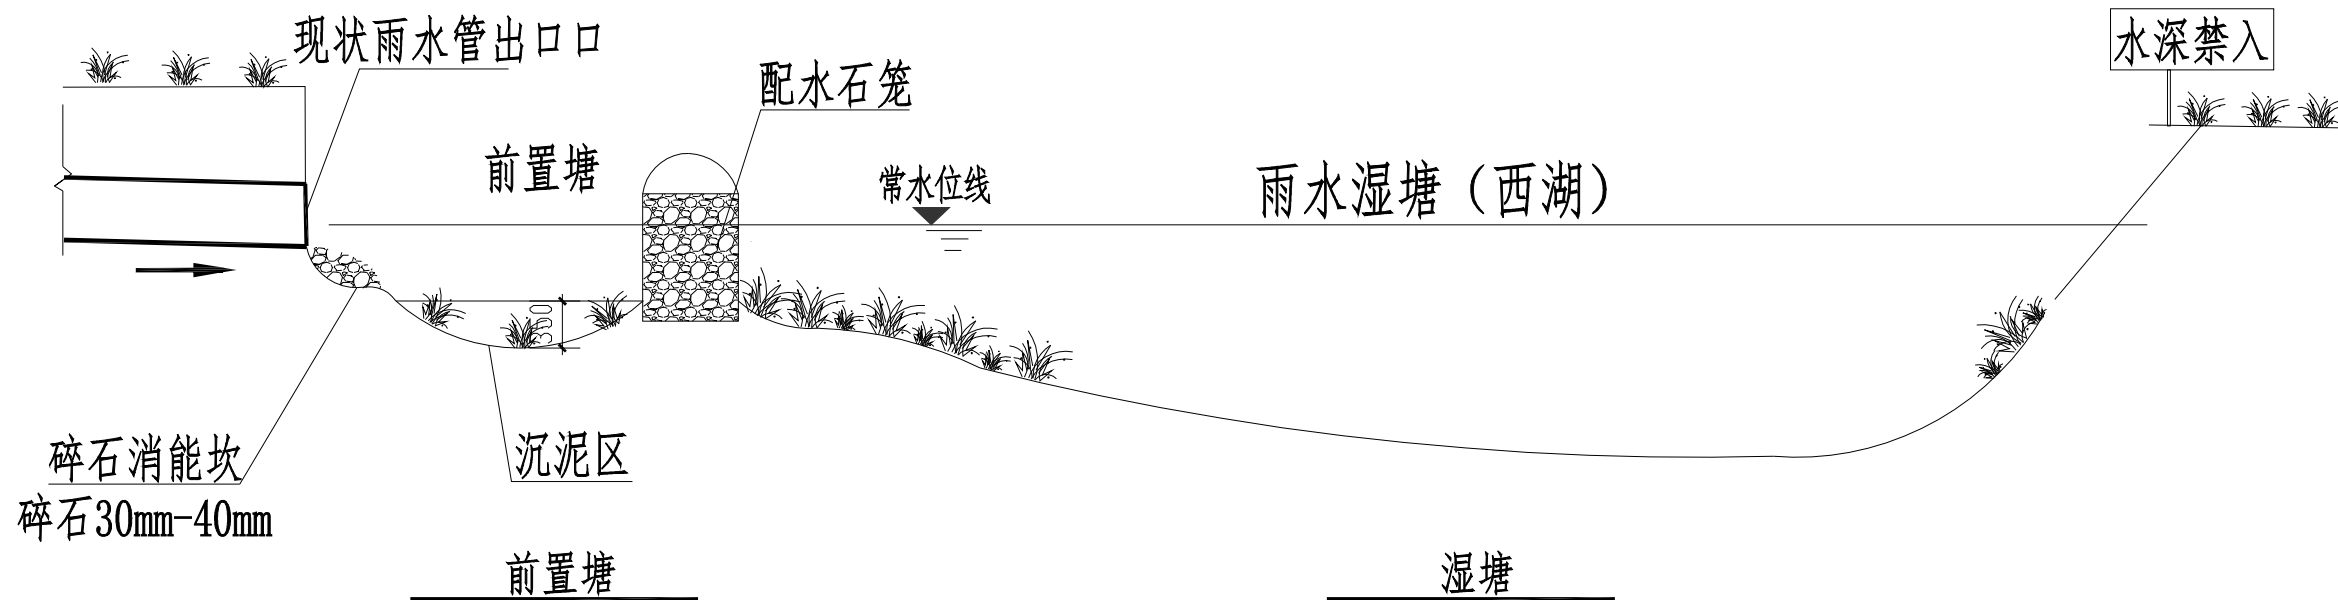 现状雨水管出口口
水深禁入
配水石笼
前置塘
常水位线
雨水湿塘（西湖）
300
碎石消能坎
碎石30mm-40mm
沉泥区
前置塘
湿塘